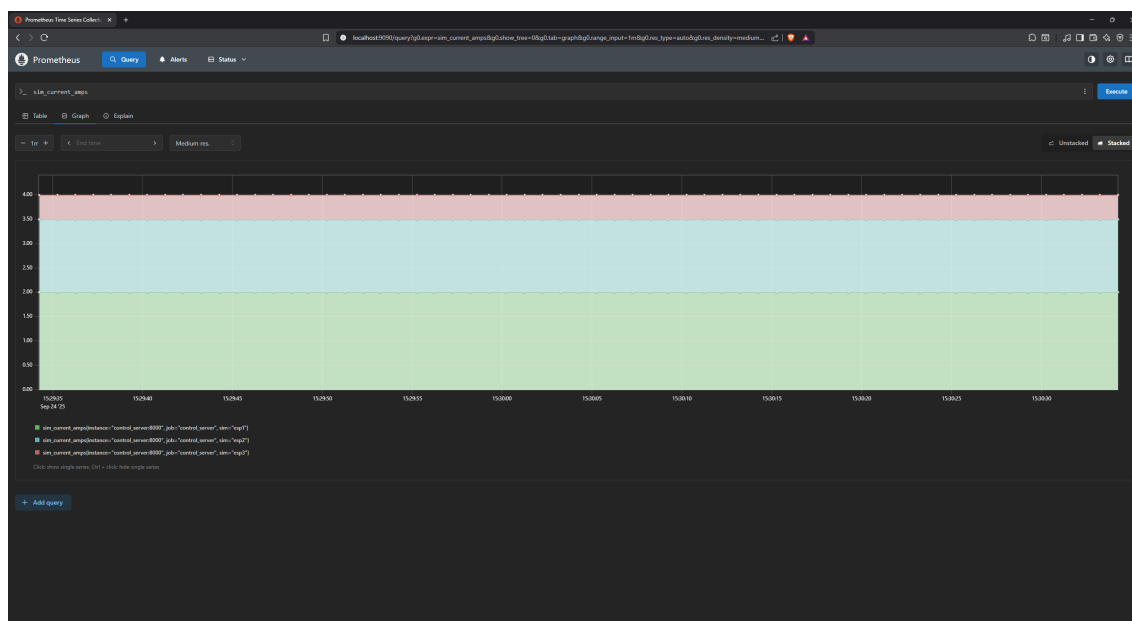 Prometheus Time Series Collecti × +
localhost:9090/query?g0.expr=sim_current_amps&g0.show_tree=0&g0.tab=graph&g0.range_input=1m&g0.res_type=auto&g0.res_density=medium...
Prometheus Query Alerts Status
>_ sim_current_amps Execute
Table Graph Explain
− 1m + < End time > Medium res. Unstacked Stacked
4.00
3.50
3.00
2.50
2.00
1.50
1.00
0.50
0.00
15:29:35 15:29:40 15:29:45 15:29:50 15:29:55 15:30:00 15:30:05 15:30:10 15:30:15 15:30:20 15:30:25 15:30:30
Sep 24 '25
sim_current_amps{instance="control_server:8000", job="control_server", sim="esp1"}
sim_current_amps{instance="control_server:8000", job="control_server", sim="esp2"}
sim_current_amps{instance="control_server:8000", job="control_server", sim="esp3"}
Click: show single series, Ctrl + click: hide single series
+ Add query